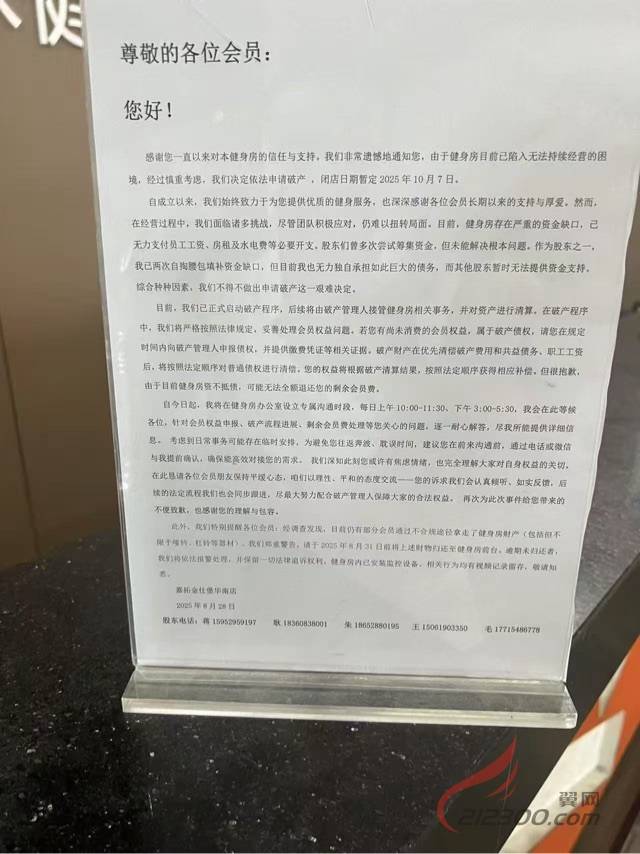 尊敬的各位会员：
您好！
感谢您一直以来对本健身房的信任与支持。我们非常遗憾地通知您，由于健身房目前已陷入无法持续经营的困
境，经过慎重考虑，我们决定依法申请破产 ，闭店日期暂定 2025 年 10 月 7 日。
自成立以来，我们始终致力于为您提供优质的健身服务，也深深感谢各位会员长期以来的支持与厚爱。然而，
在经营过程中，我们面临诸多挑战，尽管团队积极应对，仍难以扭转局面。目前，健身房存在严重的资金缺口，已
无力支付员工工资、房租及水电费等必要开支。股东们曾多次尝试筹集资金，但未能解决根本问题。作为股东之一，
我已两次自掏腰包填补资金缺口，但目前我也无力独自承担如此巨大的债务，而其他股东暂时无法提供资金支持。
综合种种因素，我们不得不做出申请破产这一艰难决定。
目前，我们已正式启动破产程序，后续将由破产管理人接管健身房相关事务，并对资产进行清算。在破产程序
中，我们将严格按照法律规定，妥善处理会员权益问题。若您有尚未消费的会员权益，属于破产债权，请您在规定
时间内向破产管理人申报债权，并提供缴费凭证等相关证据。破产财产在优先清偿破产费用和共益债务、职工工资
后，将按照法定顺序对普通债权进行清偿。您的权益将根据破产清算结果，按照法定顺序获得相应补偿。但很抱歉，
由于目前健身房资不抵债，可能无法全额退还您的剩余会员费。
自今日起，我将在健身房办公室设立专属沟通时段，每日上午 10:00-11:30、下午 3:00-5:30，我会在此等候
各位，针对会员权益申报、破产流程进展、剩余会员费处理等您关心的问题，逐一耐心解答，尽我所能提供详细信
息。 考虑到日常事务可能存在临时安排，为避免您往返奔波、耽误时间，建议您在前来沟通前，通过电话或微信
与我提前确认，确保能高效对接您的需求。 我们深知此刻您或许有焦虑情绪，也完全理解大家对自身权益的关切，
在此恳请各位会员朋友保持平缓心态，咱们以理性、平和的态度交流——您的诉求我们会认真倾听、如实反馈，后
续的法定流程我们也会同步跟进，尽最大努力配合破产管理人保障大家的合法权益。 再次为此次事件给您带来的
不便致歉，也感谢您的理解与包容。
此外，我们特别提醒各位会员：经调查发现，目前仍有部分会员通过不合规途径拿走了健身房财产（包括但不
限于哑铃、杠铃等器材）。我们郑重警告，请于 2025 年 8 月 31 日前将上述财物归还至健身房前台。逾期未归还者，
我们将依法报警处理，并保留一切法律追诉权利。健身房内已安装监控设备，相关行为均有视频记录留存，敬请知
悉。
嘉拓金仕堡华南店
2025 年 8 月 28 日
股东电话：蒋 15952959197 耿 18360838001 朱 18652880195 王 15061903350 毛 17715486778
翼网
212300.com